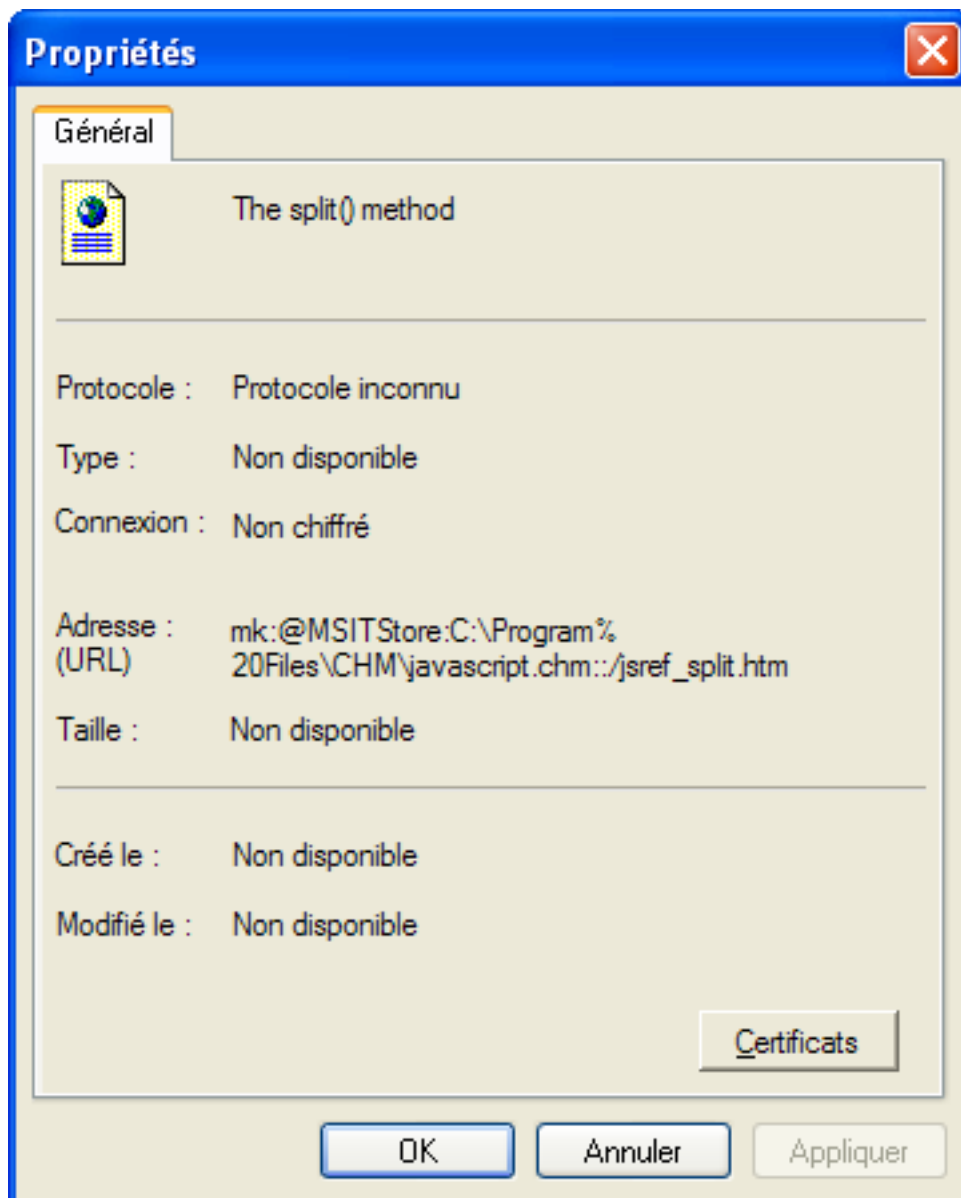 Propriétés
Général
The split() method
Protocole : Protocole inconnu
Type : Non disponible
Connexion : Non chiffré
Adresse : mk:@MSITStore:C:\Program%
(URL) 20Files\CHM\javascript.chm::/jsref_split.htm
Taille : Non disponible
Créé le : Non disponible
Modifié le : Non disponible
Certificats
OK Annuler Appliquer